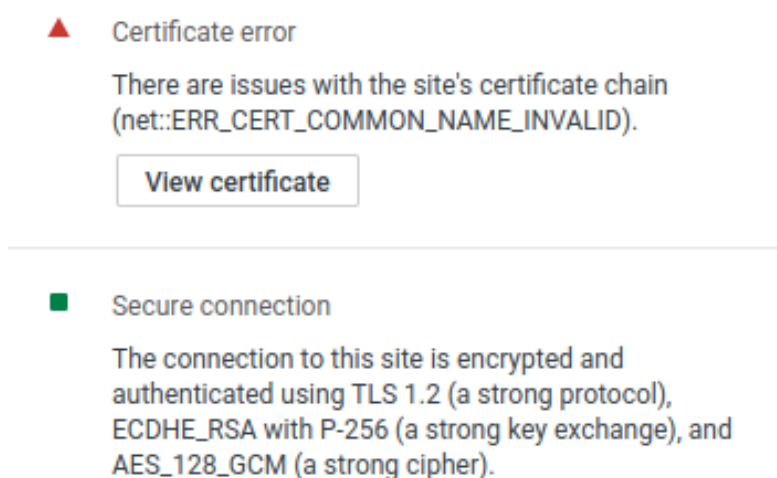 Certificate error
There are issues with the site's certificate chain
(net::ERR_CERT_COMMON_NAME_INVALID).
View certificate
Secure connection
The connection to this site is encrypted and
authenticated using TLS 1.2 (a strong protocol),
ECDHE_RSA with P-256 (a strong key exchange), and
AES_128_GCM (a strong cipher).